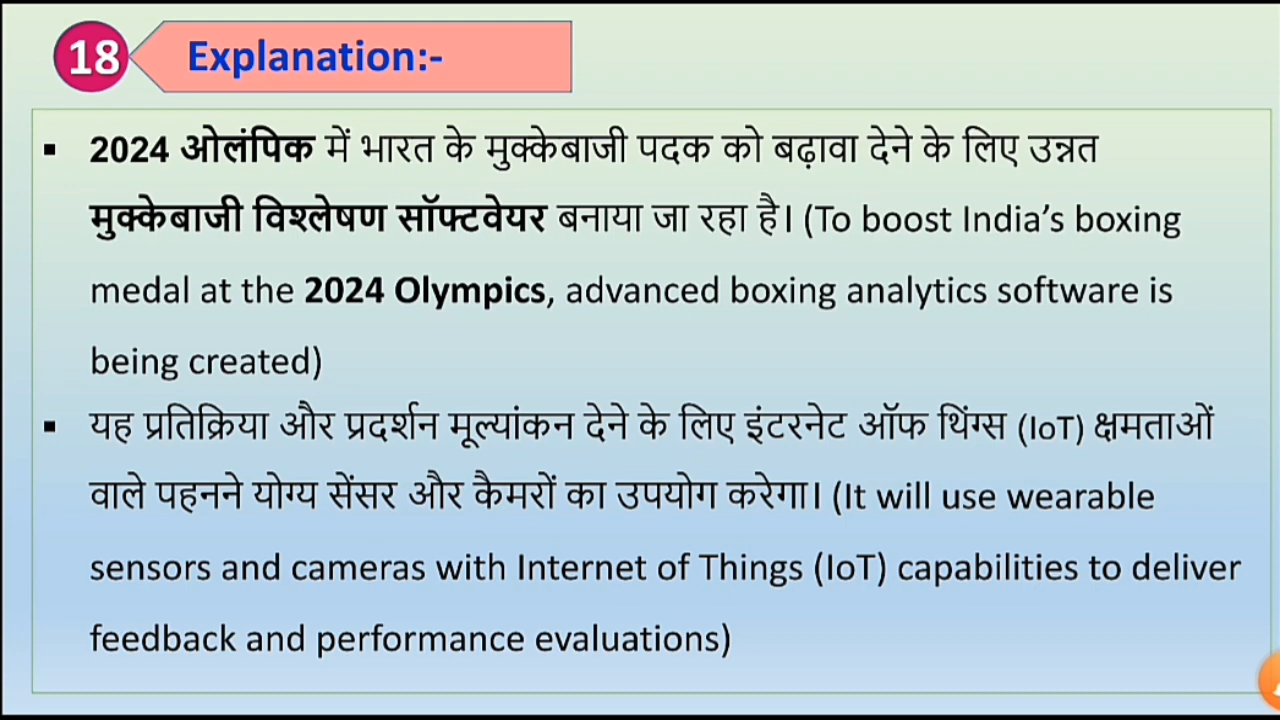 18 Explanation:-
▪ 2024 ओलंपिक में भारत के मुक्केबाजी पदक को बढ़ावा देने के लिए उन्नत
मुक्केबाजी विश्लेषण सॉफ्टवेयर बनाया जा रहा है। (To boost India’s boxing
medal at the 2024 Olympics, advanced boxing analytics software is
being created)
▪ यह प्रतिक्रिया और प्रदर्शन मूल्यांकन देने के लिए इंटरनेट ऑफ थिंग्स (IoT) क्षमताओं
वाले पहनने योग्य सेंसर और कैमरों का उपयोग करेगा। (It will use wearable
sensors and cameras with Internet of Things (IoT) capabilities to deliver
feedback and performance evaluations)